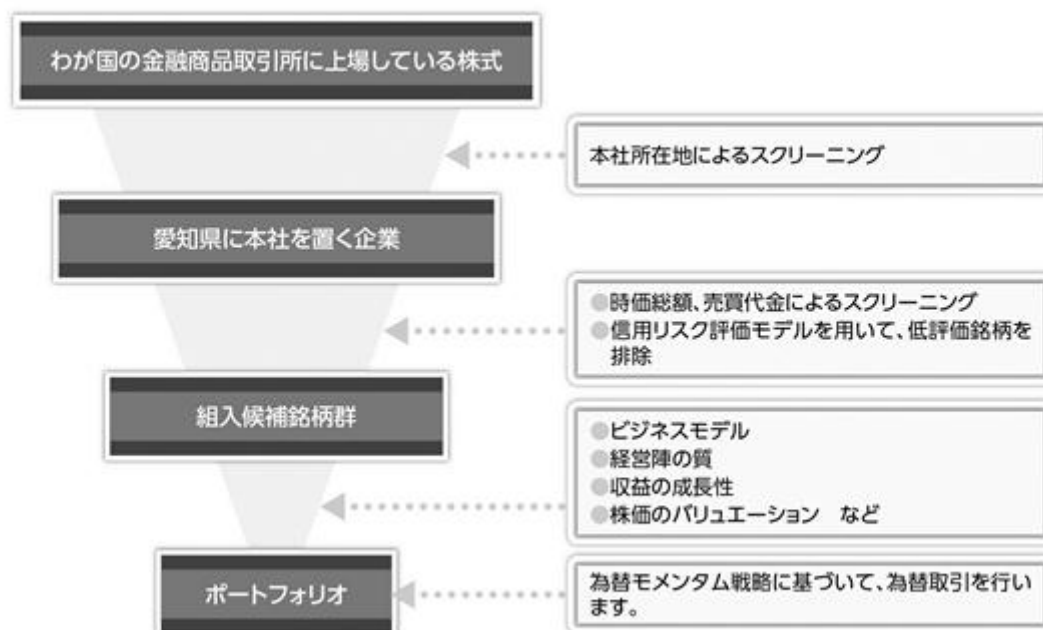 わが国の金融商品取引所に上場している株式
本社所在地によるスクリーニング
愛知県に本社を置く企業
●時価総額、売買代金によるスクリーニング
●信用リスク評価モデルを用いて、低評価銘柄を
排除
組入候補銘柄群
●ビジネスモデル
●経営陣の質
●収益の成長性
●株価のバリュエーション　など
ポートフォリオ
為替モメンタム戦略に基づいて、為替取引を行い
ます。